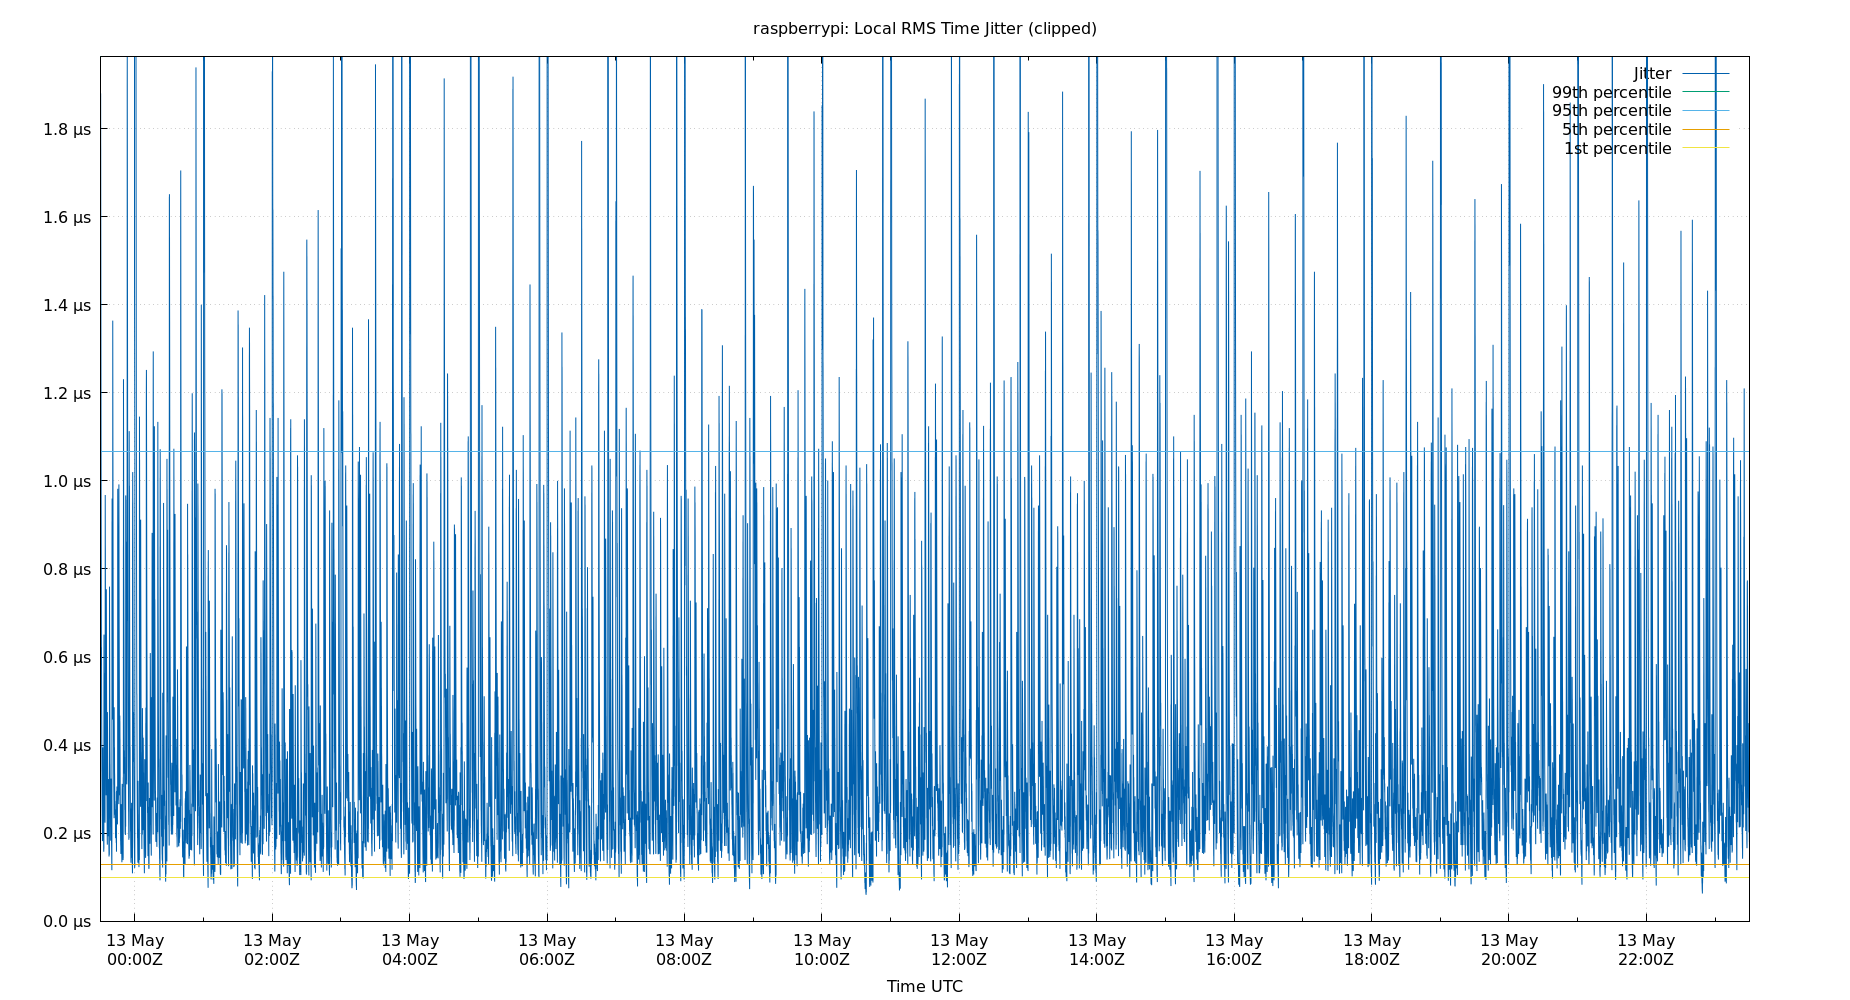 raspberrypi: Local RMS Time Jitter (clipped)
Jitter
99th percentile
95th percentile
5th percentile
1st percentile
1.8 µs
1.6 µs
1.4 µs
1.2 µs
1.0 µs
0.8 µs
0.6 µs
0.4 µs
0.2 µs
0.0 µs
13 May 13 May 13 May 13 May 13 May 13 May 13 May 13 May 13 May 13 May 13 May 13 May
00:00Z 02:00Z 04:00Z 06:00Z 08:00Z 10:00Z 12:00Z 14:00Z 16:00Z 18:00Z 20:00Z 22:00Z
Time UTC